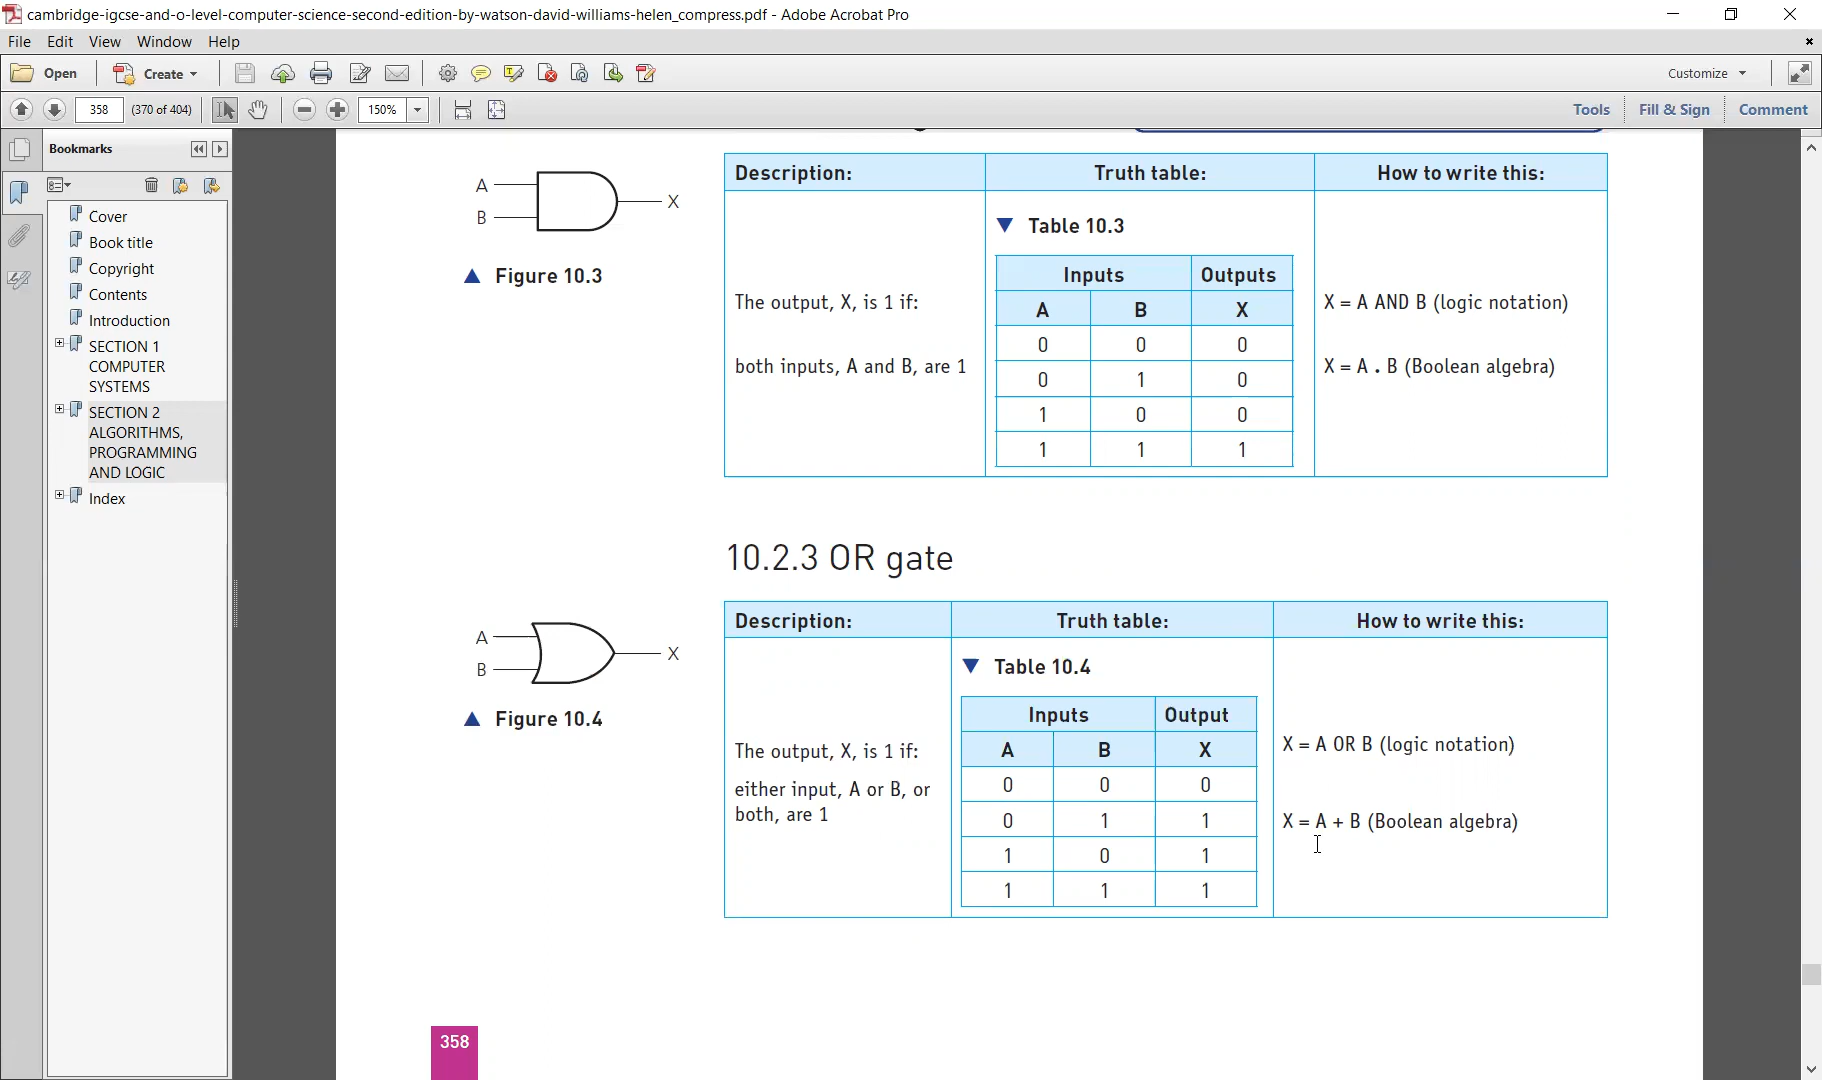 cambridge-igcse-and-o-level-computer-science-second-edition-by-watson-david-williams-helen_compress.pdf - Adobe Acrobat Pro
File Edit View Window Help
Open Create Customize
358 (370 of 404) 150% Tools Fill & Sign Comment
Bookmarks
Cover
Book title
Copyright
Contents
Introduction
SECTION 1
COMPUTER
SYSTEMS
SECTION 2
ALGORITHMS,
PROGRAMMING
AND LOGIC
Index
A
B
X
▲ Figure 10.3
Description: Truth table: How to write this:
The output, X, is 1 if:
both inputs, A and B, are 1
▼ Table 10.3
Inputs Outputs
A B X
0 0 0
0 1 0
1 0 0
1 1 1
X = A AND B (logic notation)
X = A . B (Boolean algebra)
10.2.3 OR gate
A
B
X
▲ Figure 10.4
Description: Truth table: How to write this:
The output, X, is 1 if:
either input, A or B, or
both, are 1
▼ Table 10.4
Inputs Output
A B X
0 0 0
0 1 1
1 0 1
1 1 1
X = A OR B (logic notation)
X = A + B (Boolean algebra)
358